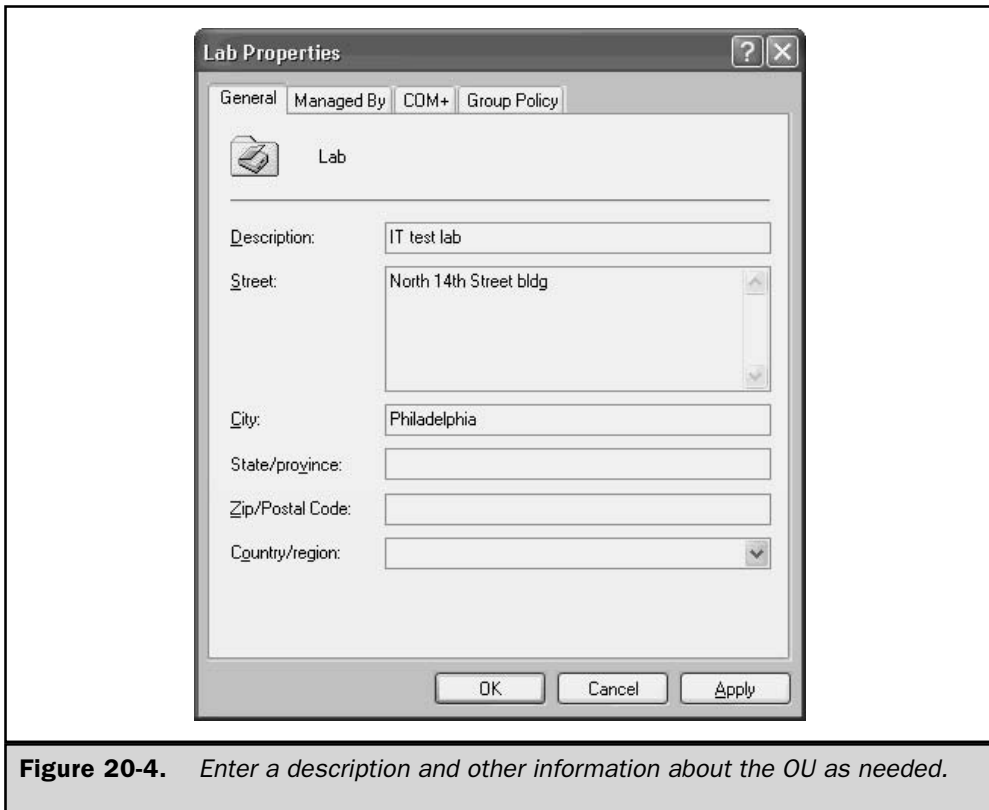 Lab Properties
General Managed By COM+ Group Policy
Lab
Description: IT test lab
Street: North 14th Street bldg
City: Philadelphia
State/province:
Zip/Postal Code:
Country/region:
OK Cancel Apply
Figure 20-4. Enter a description and other information about the OU as needed.